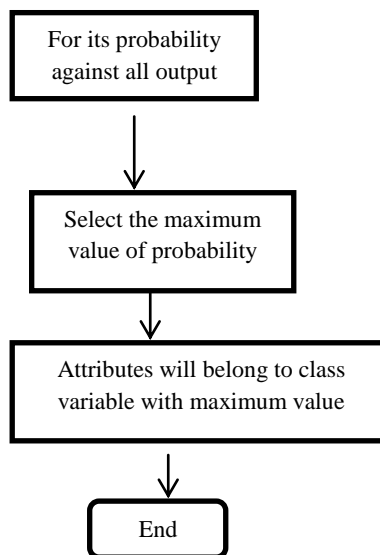 For its probability
against all output
Select the maximum
value of probability
Attributes will belong to class
variable with maximum value
End